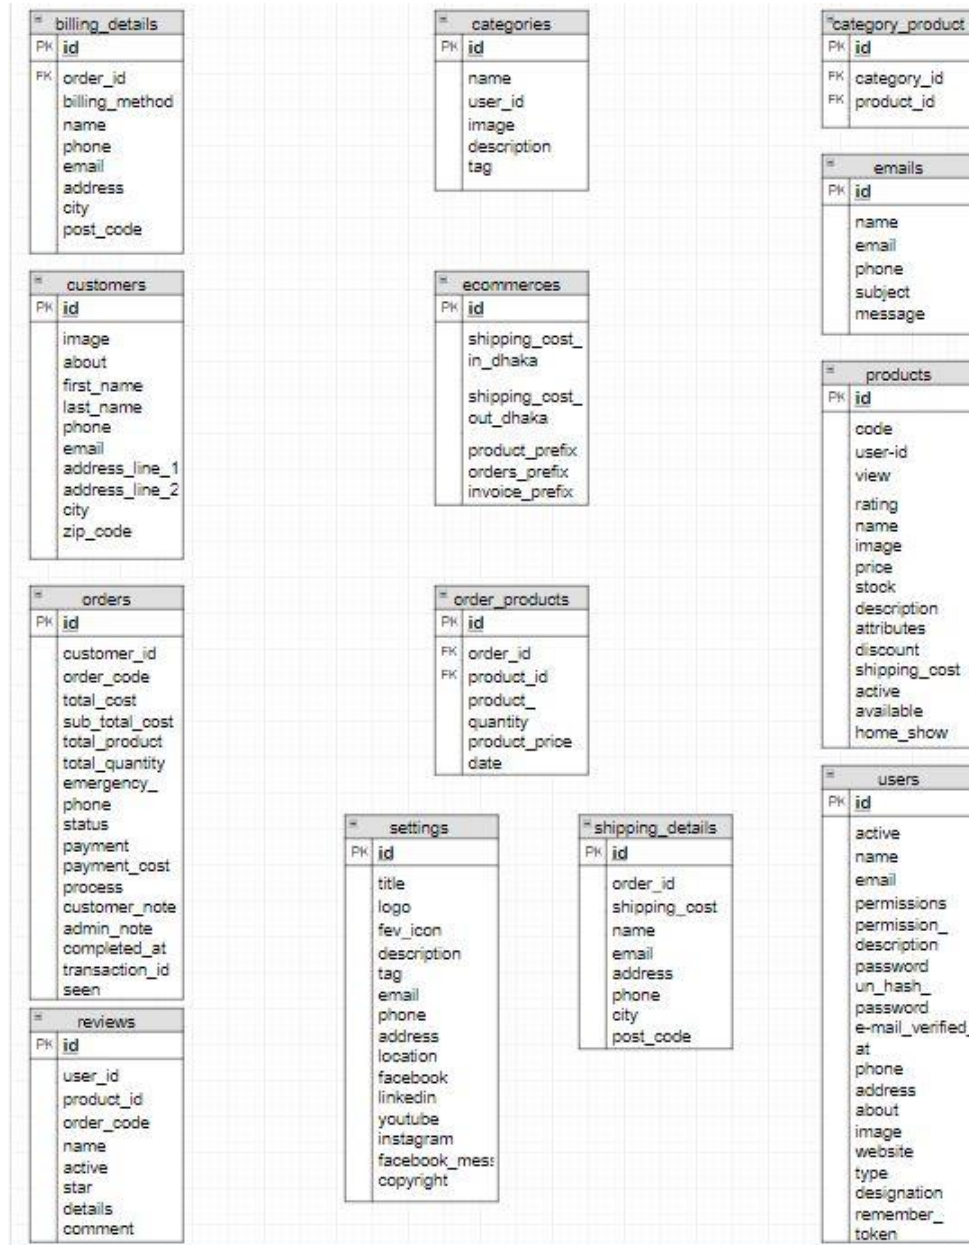 billing_details
PK id
FK order_id
billing_method
name
phone
email
address
city
post_code
customers
PK id
image
about
first_name
last_name
phone
email
address_line_1
address_line_2
city
zip_code
orders
PK id
customer_id
order_code
total_cost
sub_total_cost
total_product
total_quantity
emergency_
phone
status
payment
payment_cost
process
customer_note
admin_note
completed_at
transaction_id
seen
reviews
PK id
user_id
product_id
order_code
name
active
star
details
comment
categories
PK id
name
user_id
image
description
tag
ecommerces
PK id
shipping_cost_
in_dhaka
shipping_cost_
out_dhaka
product_prefix
orders_prefix
invoice_prefix
order_products
PK id
FK order_id
FK product_id
product_
quantity
product_price
date
settings
PK id
title
logo
fev_icon
description
tag
email
phone
address
location
facebook
linkedin
youtube
instagram
facebook_mess
copyright
shipping_details
PK id
order_id
shipping_cost
name
email
address
phone
city
post_code
category_product
PK id
FK category_id
FK product_id
emails
PK id
name
email
phone
subject
message
products
PK id
code
user-id
view
rating
name
image
price
stock
description
attributes
discount
shipping_cost
active
available
home_show
users
PK id
active
name
email
permissions
permission_
description
password
un_hash_
password
e-mail_verified_
at
phone
address
about
image
website
type
designation
remember_
token